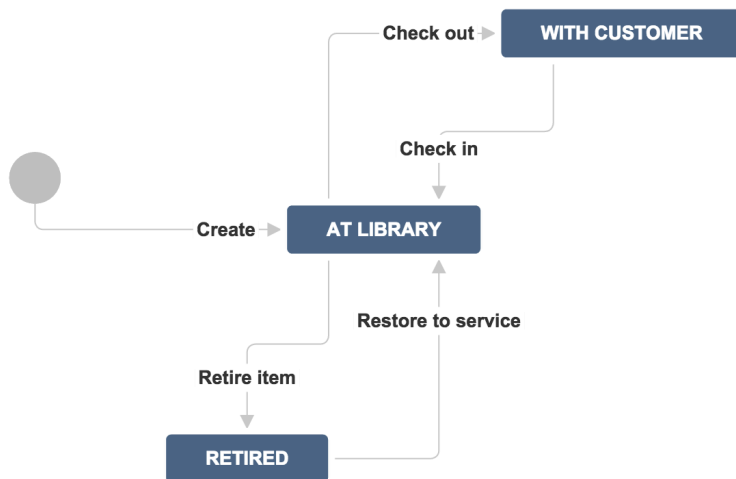 Check out
WITH CUSTOMER
Check in
Create
AT LIBRARY
Restore to service
Retire item
RETIRED